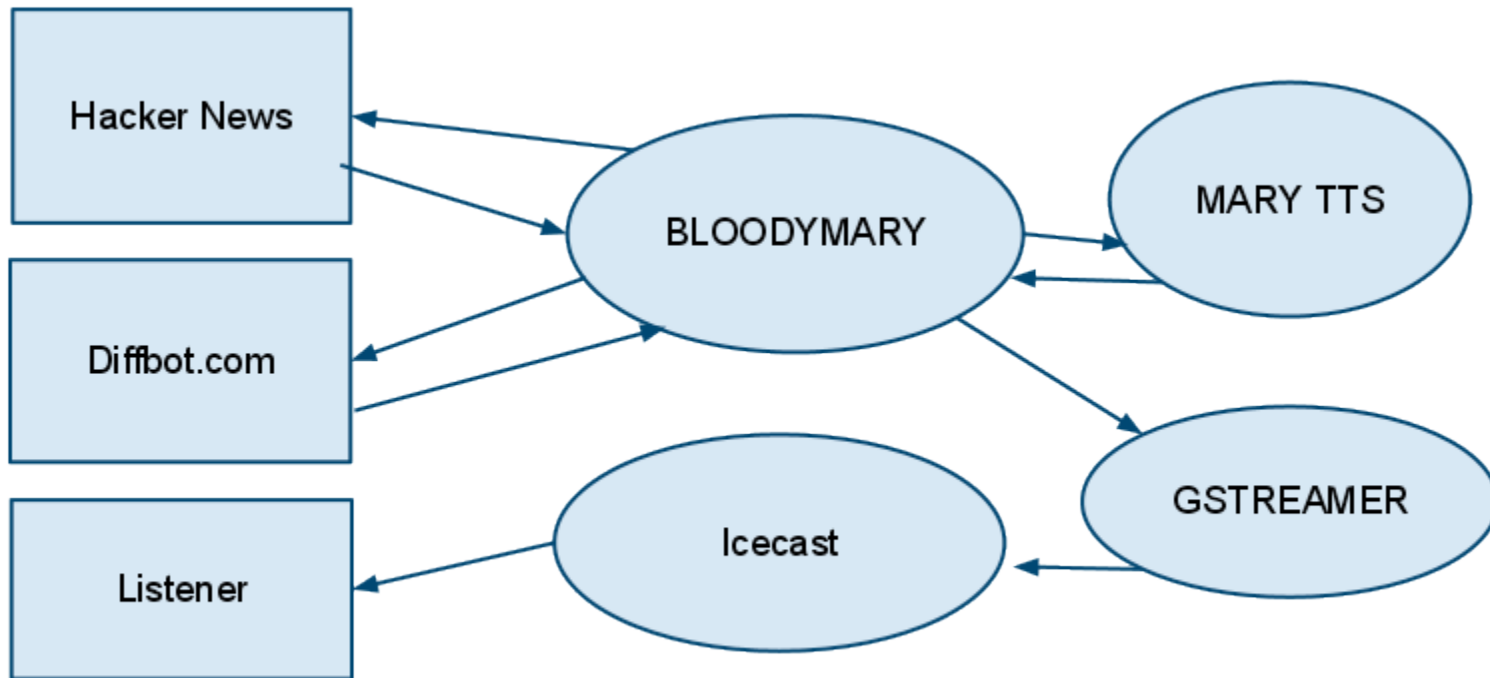 Hacker News
BLOODYMARY
MARY TTS
Diffbot.com
GSTREAMER
Icecast
Listener